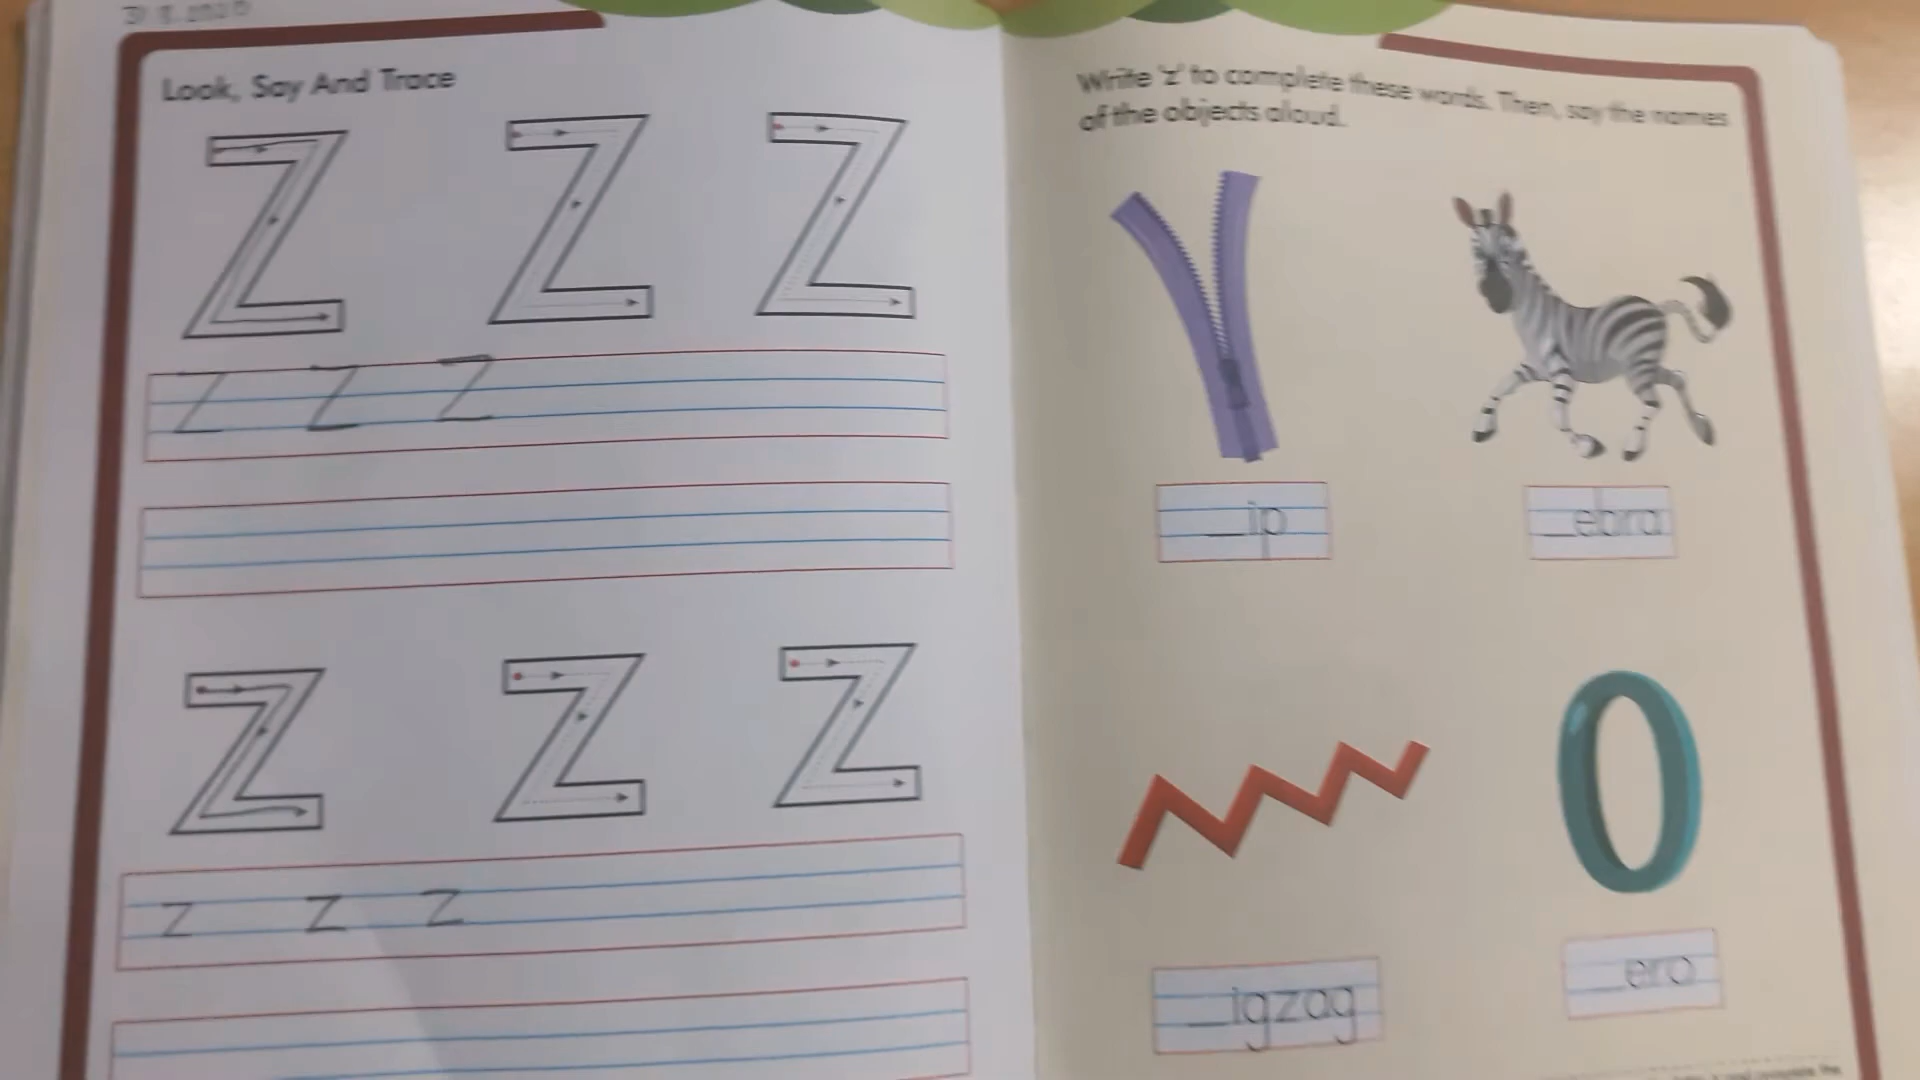 Look, Say And Trace
Z Z Z
Z Z Z
z z z
z z z
Write 'z' to complete these words. Then, say the names
of the objects aloud.
_ip
_ebra
0
_igzag
_ero